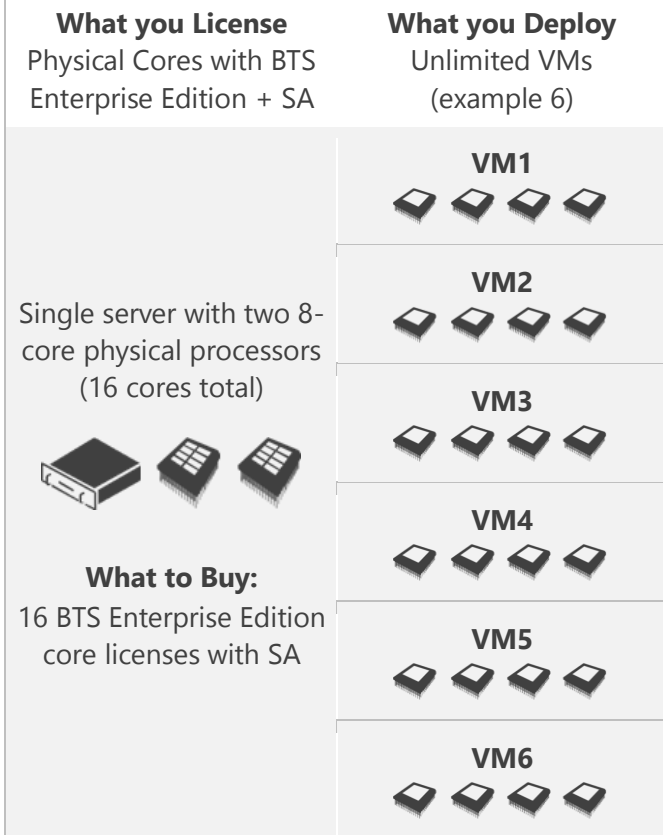 What you License
Physical Cores with BTS
Enterprise Edition + SA
What you Deploy
Unlimited VMs
(example 6)
Single server with two 8-
core physical processors
(16 cores total)
What to Buy:
16 BTS Enterprise Edition
core licenses with SA
VM1
VM2
VM3
VM4
VM5
VM6